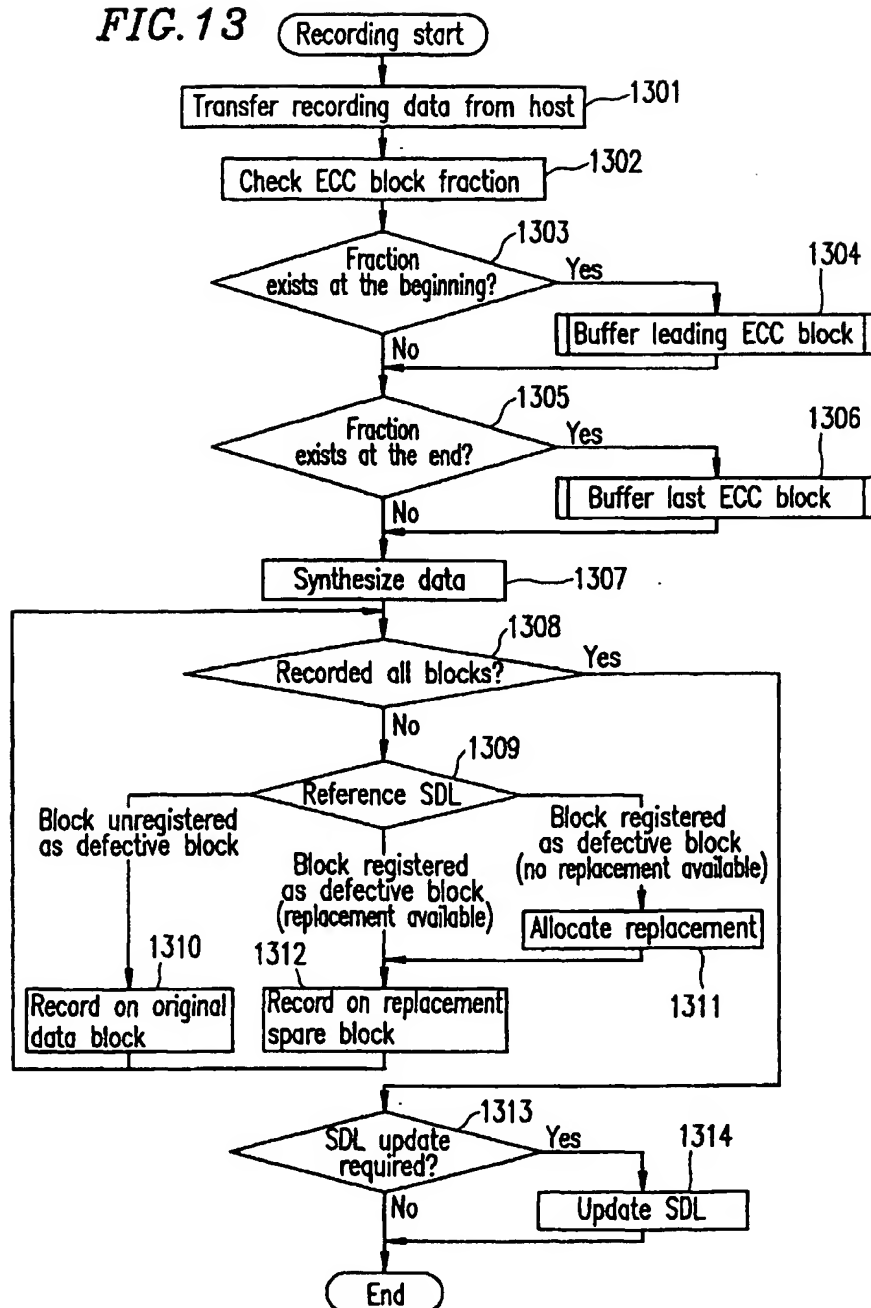 FIG.13
Recording start
Transfer recording data from host
1301
Check ECC block fraction
1302
Fraction
exists at the beginning?
1303
Yes
1304
Buffer leading ECC block
No
Fraction
exists at the end?
1305
Yes
1306
Buffer last ECC block
No
Synthesize data
1307
Recorded all blocks?
1308
Yes
No
Reference SDL
1309
Block unregistered
as defective block
Block registered
as defective block
(replacement available)
Block registered
as defective block
(no replacement available)
Allocate replacement
1311
1310
Record on original
data block
1312
Record on replacement
spare block
SDL update
required?
1313
Yes
1314
Update SDL
No
End